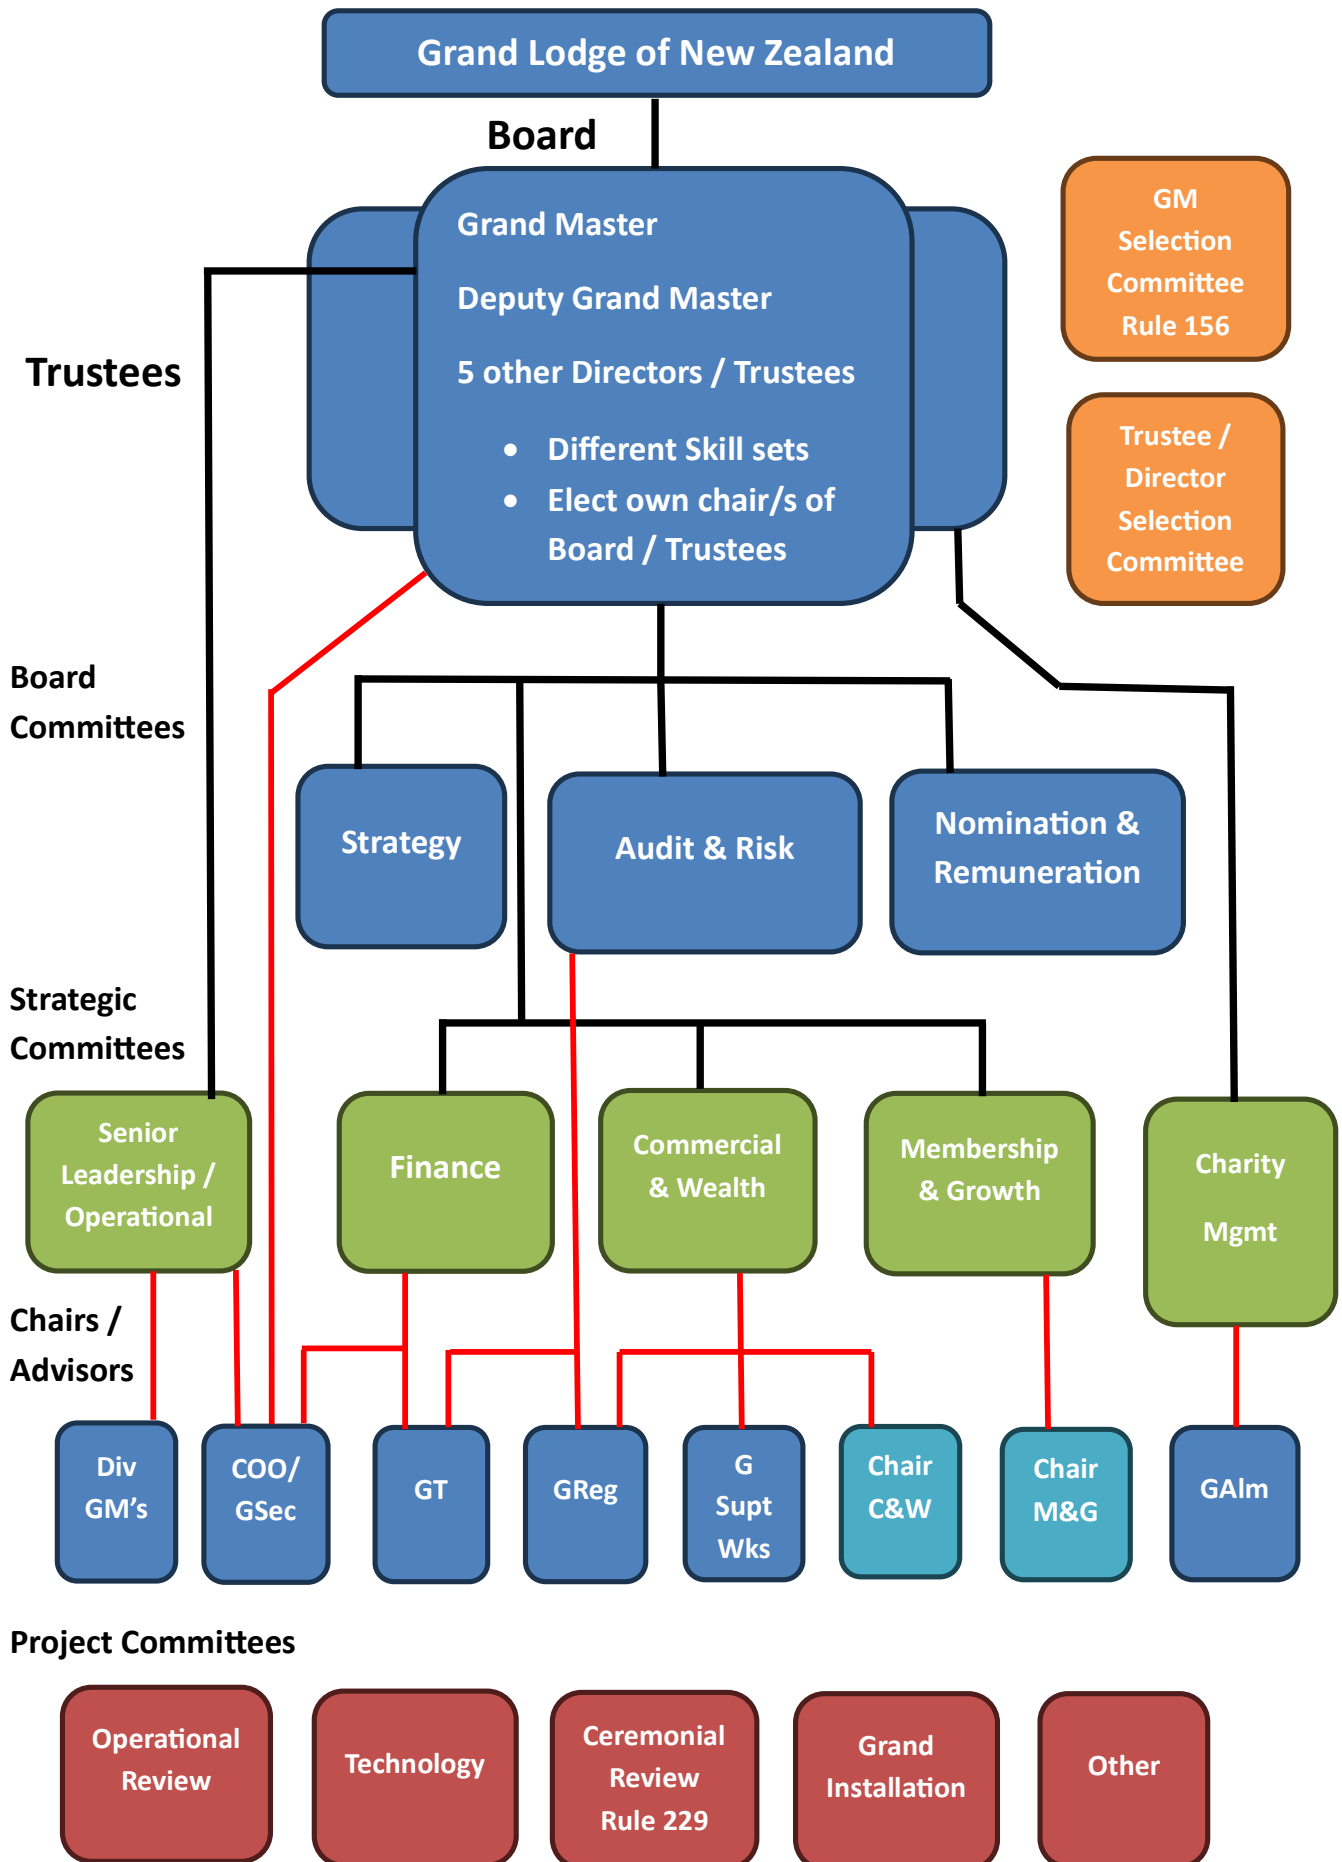 Grand Lodge of New Zealand
Board
Grand Master
Deputy Grand Master
5 other Directors / Trustees
• Different Skill sets
• Elect own chair/s of
Board / Trustees
GM
Selection
Committee
Rule 156
Trustees
Trustee /
Director
Selection
Committee
Board
Committees
Strategy
Audit & Risk
Nomination &
Remuneration
Strategic
Committees
Senior
Leadership /
Operational
Finance
Commercial
& Wealth
Membership
& Growth
Charity
Mgmt
Chairs /
Advisors
Div
GM’s
COO/
GSec
GT
GReg
G
Supt
Wks
Chair
C&W
Chair
M&G
GAlm
Project Committees
Operational
Review
Technology
Ceremonial
Review
Rule 229
Grand
Installation
Other